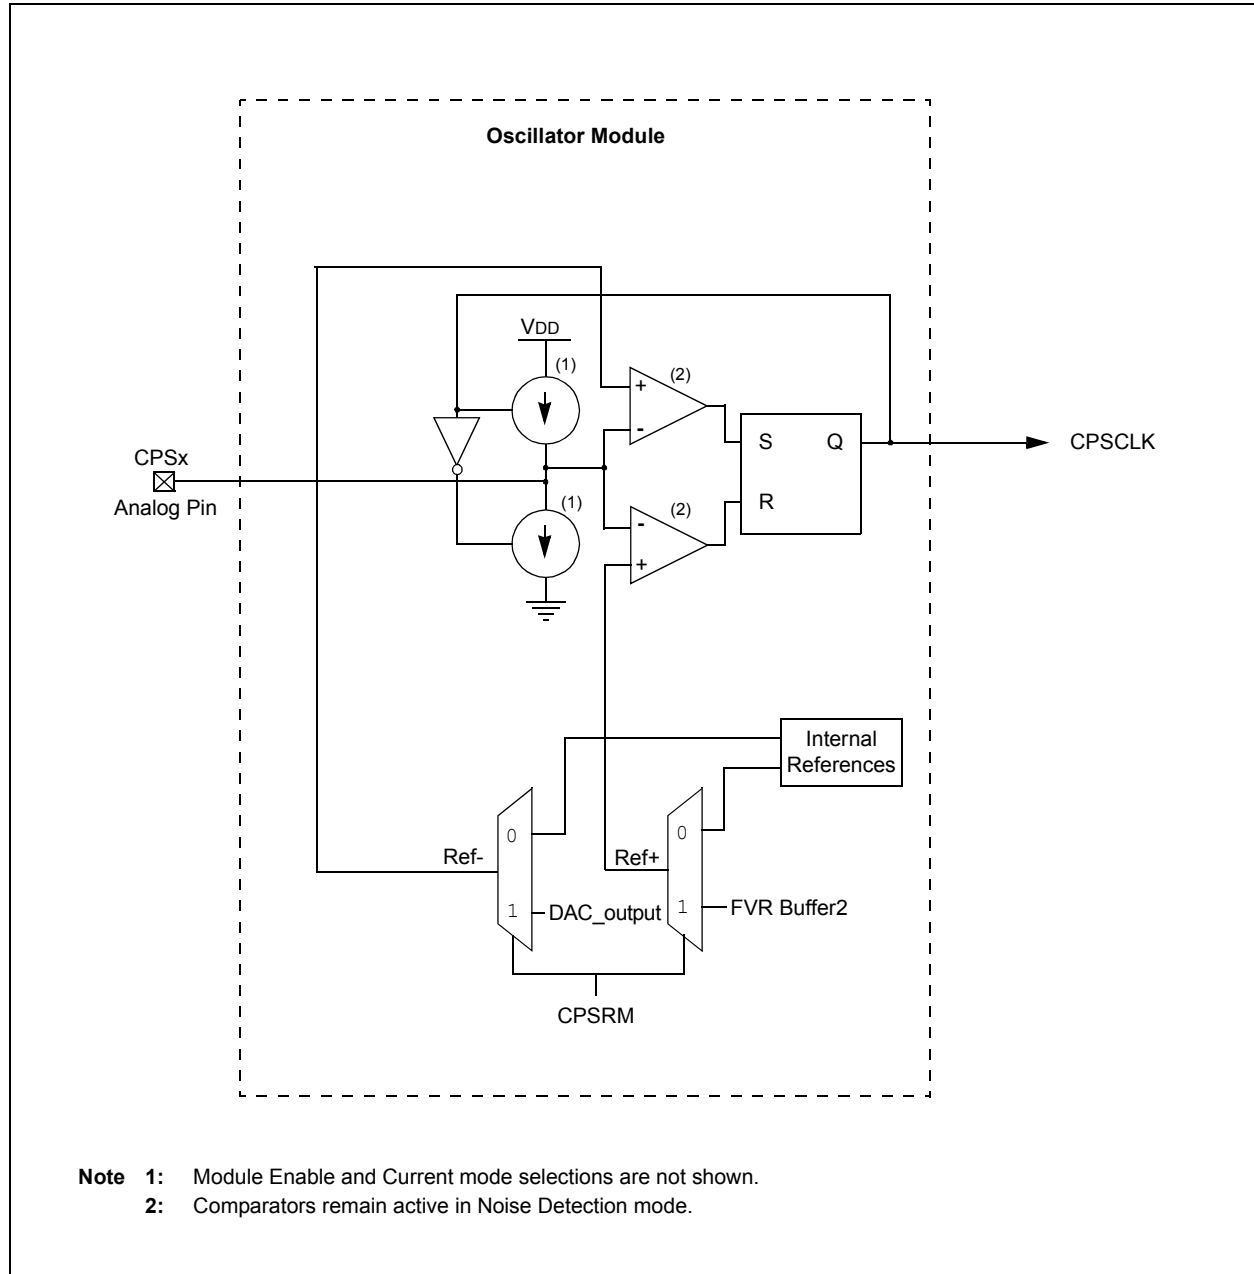 Oscillator Module
VDD
(1)
(2)
+
-
S Q
CPSCLK
CPSx
Analog Pin
(1)
(2)
R
-
+
Internal
References
0
0
Ref-
Ref+
1
DAC_output
1
FVR Buffer2
CPSRM
Note 1: Module Enable and Current mode selections are not shown.
2: Comparators remain active in Noise Detection mode.